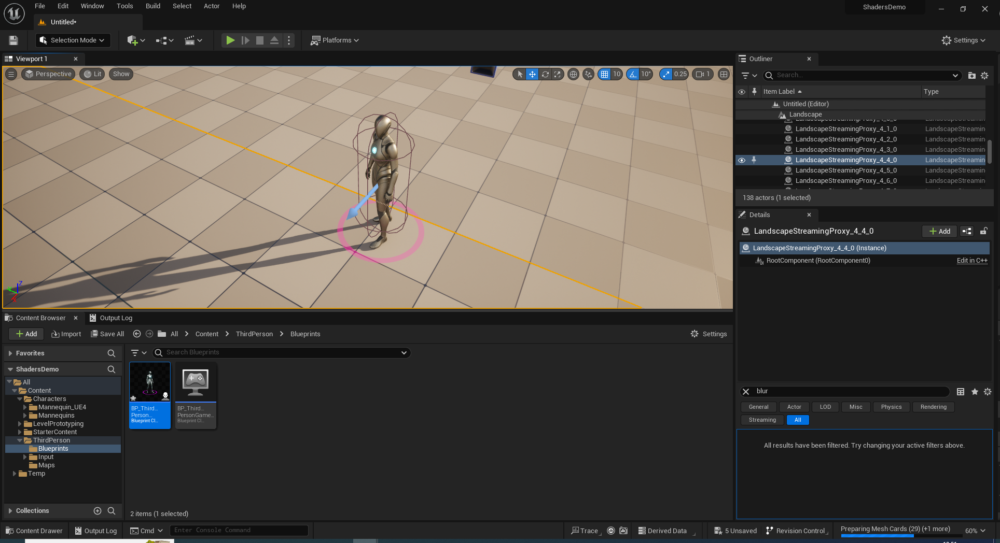 File Edit Window Tools Build Select Actor Help
ShadersDemo
Untitled*
Selection Mode
Platforms
Settings
Viewport 1
Perspective Lit Show
10 10° 0.25 1
Z
Outliner
Search...
Item Label Type
Untitled (Editor)
Landscape
LandscapeStreamingProxy_4_1_0 LandscapeStreamin
LandscapeStreamingProxy_4_2_0 LandscapeStreamin
LandscapeStreamingProxy_4_3_0 LandscapeStreamin
LandscapeStreamingProxy_4_4_0 LandscapeStreamin
LandscapeStreamingProxy_4_5_0 LandscapeStreamin
LandscapeStreamingProxy_4_6_0 LandscapeStreamin
138 actors (1 selected)
Details
LandscapeStreamingProxy_4_4_0
Add
LandscapeStreamingProxy_4_4_0 (Instance)
RootComponent (RootComponent0) Edit in C++
blur
General Actor LOD Misc Physics Rendering
Streaming All
All results have been filtered. Try changing your active filters above.
Content Browser Output Log
Add Import Save All All Content ThirdPerson Blueprints Settings
Favorites
ShadersDemo
All
Content
Characters
Mannequin_UE4
Mannequins
LevelPrototyping
StarterContent
ThirdPerson
Blueprints
Input
Maps
Temp
Collections
Search Blueprints
BP_Third...
Person...
Blueprint Cl...
BP_Third...
PersonGame...
Blueprint Cl...
2 items (1 selected)
Content Drawer Output Log Cmd Enter Console Command Trace Derived Data 5 Unsaved Revision Control Preparing Mesh Cards (29) (+1 more) 60%